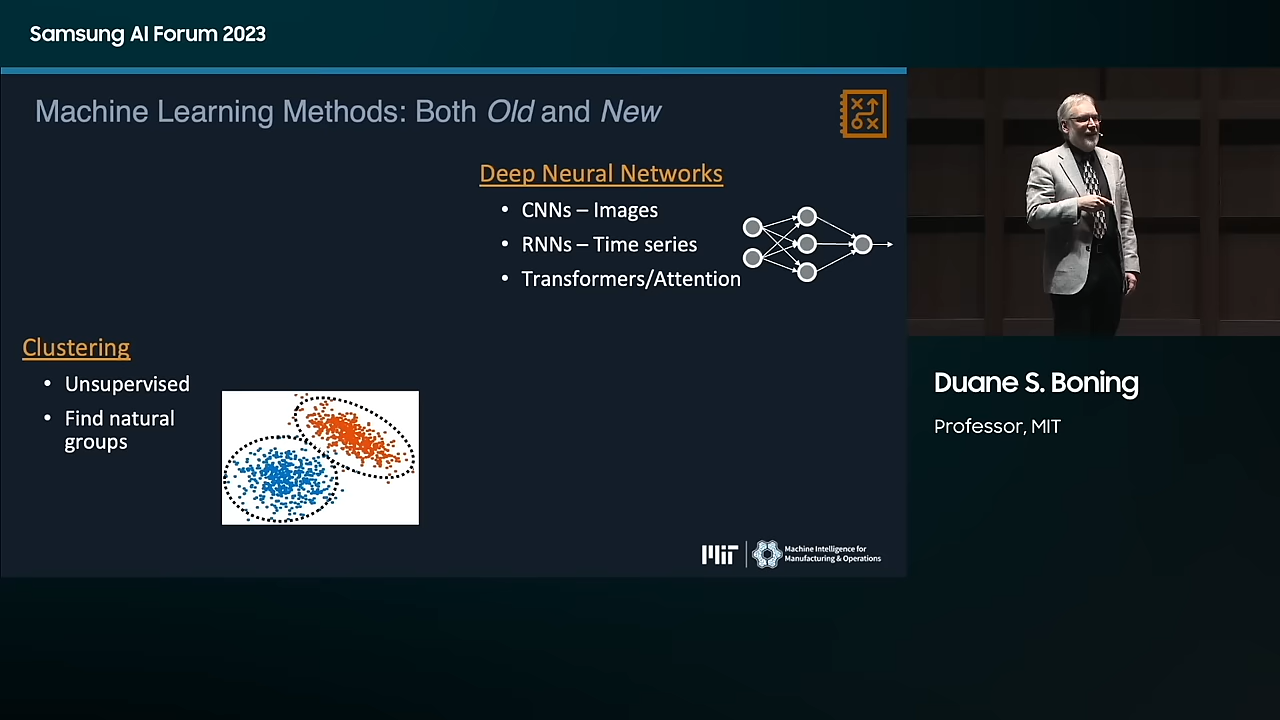 Samsung AI Forum 2023
Machine Learning Methods: Both Old and New
Deep Neural Networks
• CNNs – Images
• RNNs – Time series
• Transformers/Attention
Clustering
• Unsupervised
• Find natural
groups
MIT
Machine Intelligence for
Manufacturing & Operations
Duane S. Boning
Professor, MIT